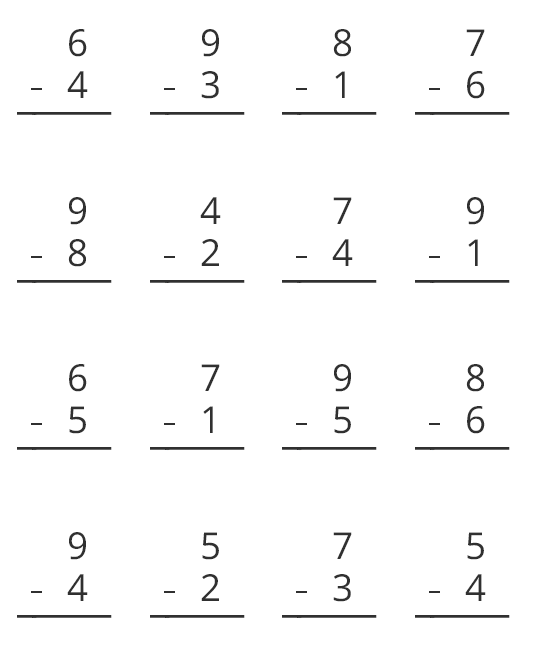 6 9 8 7
- 4 - 3 - 1 - 6
9 4 7 9
- 8 - 2 - 4 - 1
6 7 9 8
- 5 - 1 - 5 - 6
9 5 7 5
- 4 - 2 - 3 - 4